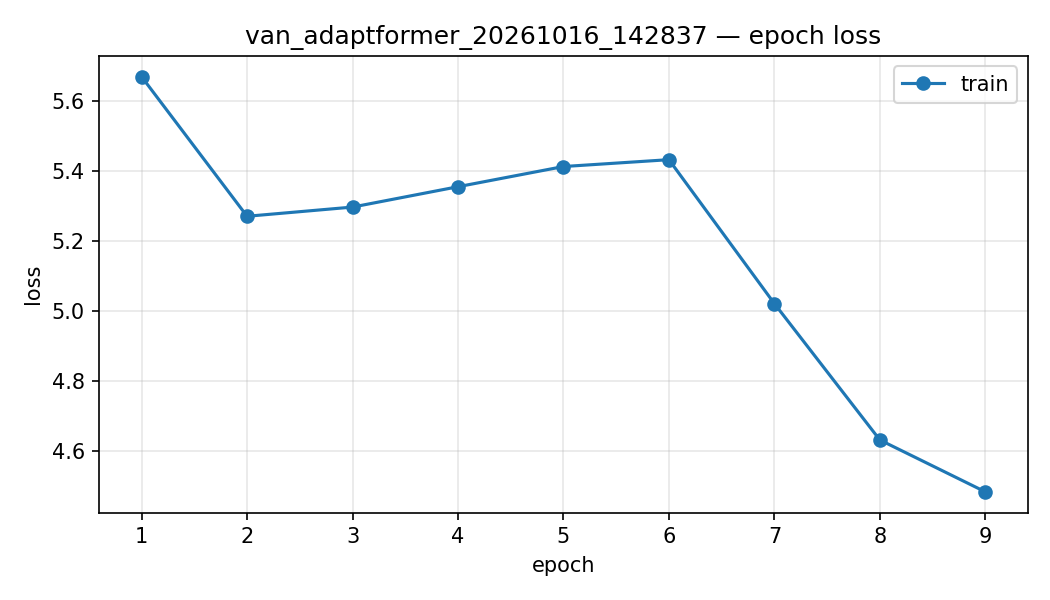 van_adaptformer_20261016_142837 — epoch loss
train
5.6
5.4
5.2
5.0
4.8
4.6
loss
1 2 3 4 5 6 7 8 9
epoch